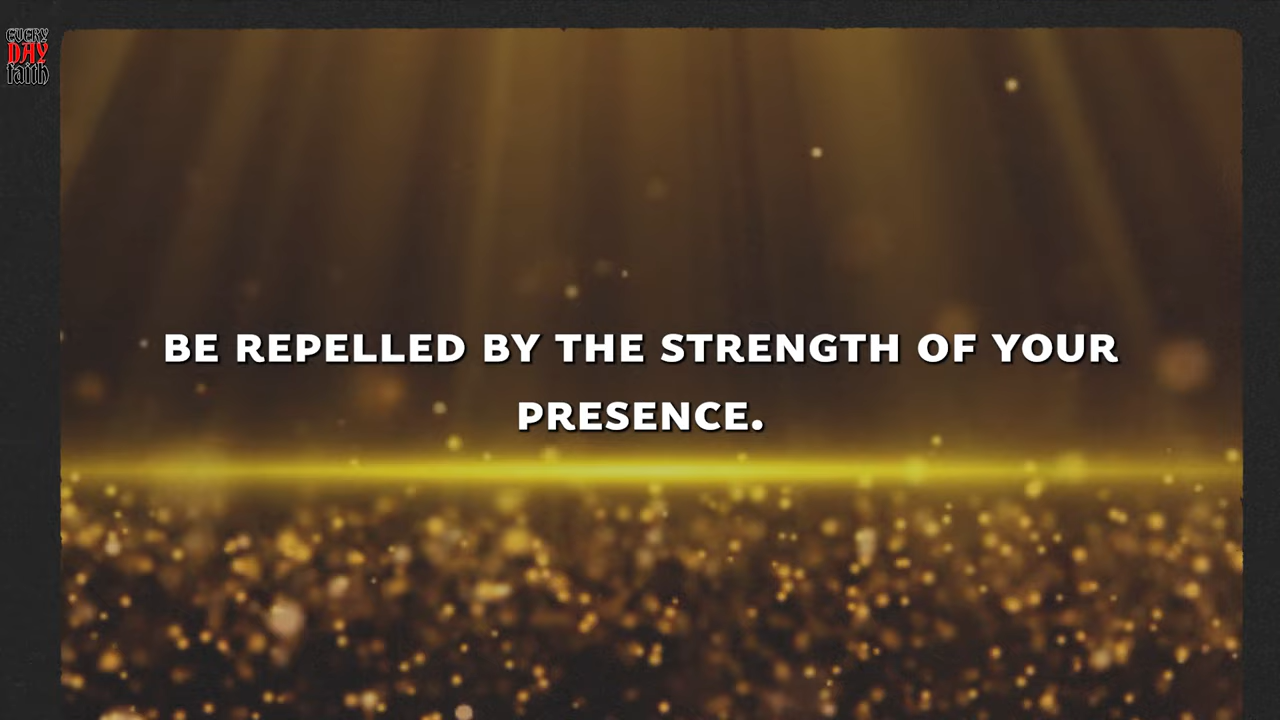 EVERY
DAY
faith
BE REPELLED BY THE STRENGTH OF YOUR
PRESENCE.